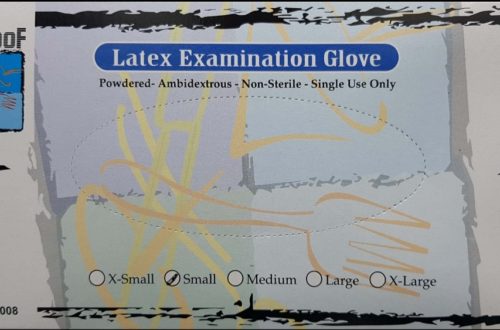 ooF
Latex Examination Glove
Powdered- Ambidextrous - Non-Sterile - Single Use Only
X-Small Small Medium Large X-Large
008